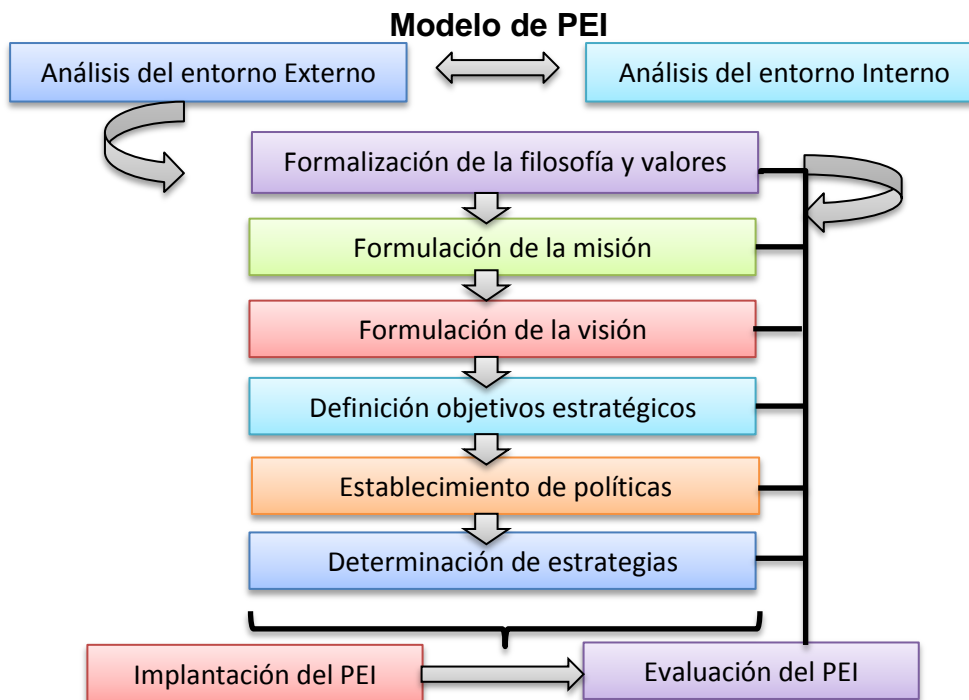 Modelo de PEI
Análisis del entorno Externo
Análisis del entorno Interno
Formalización de la filosofía y valores
Formulación de la misión
Formulación de la visión
Definición objetivos estratégicos
Establecimiento de políticas
Determinación de estrategias
Implantación del PEI
Evaluación del PEI